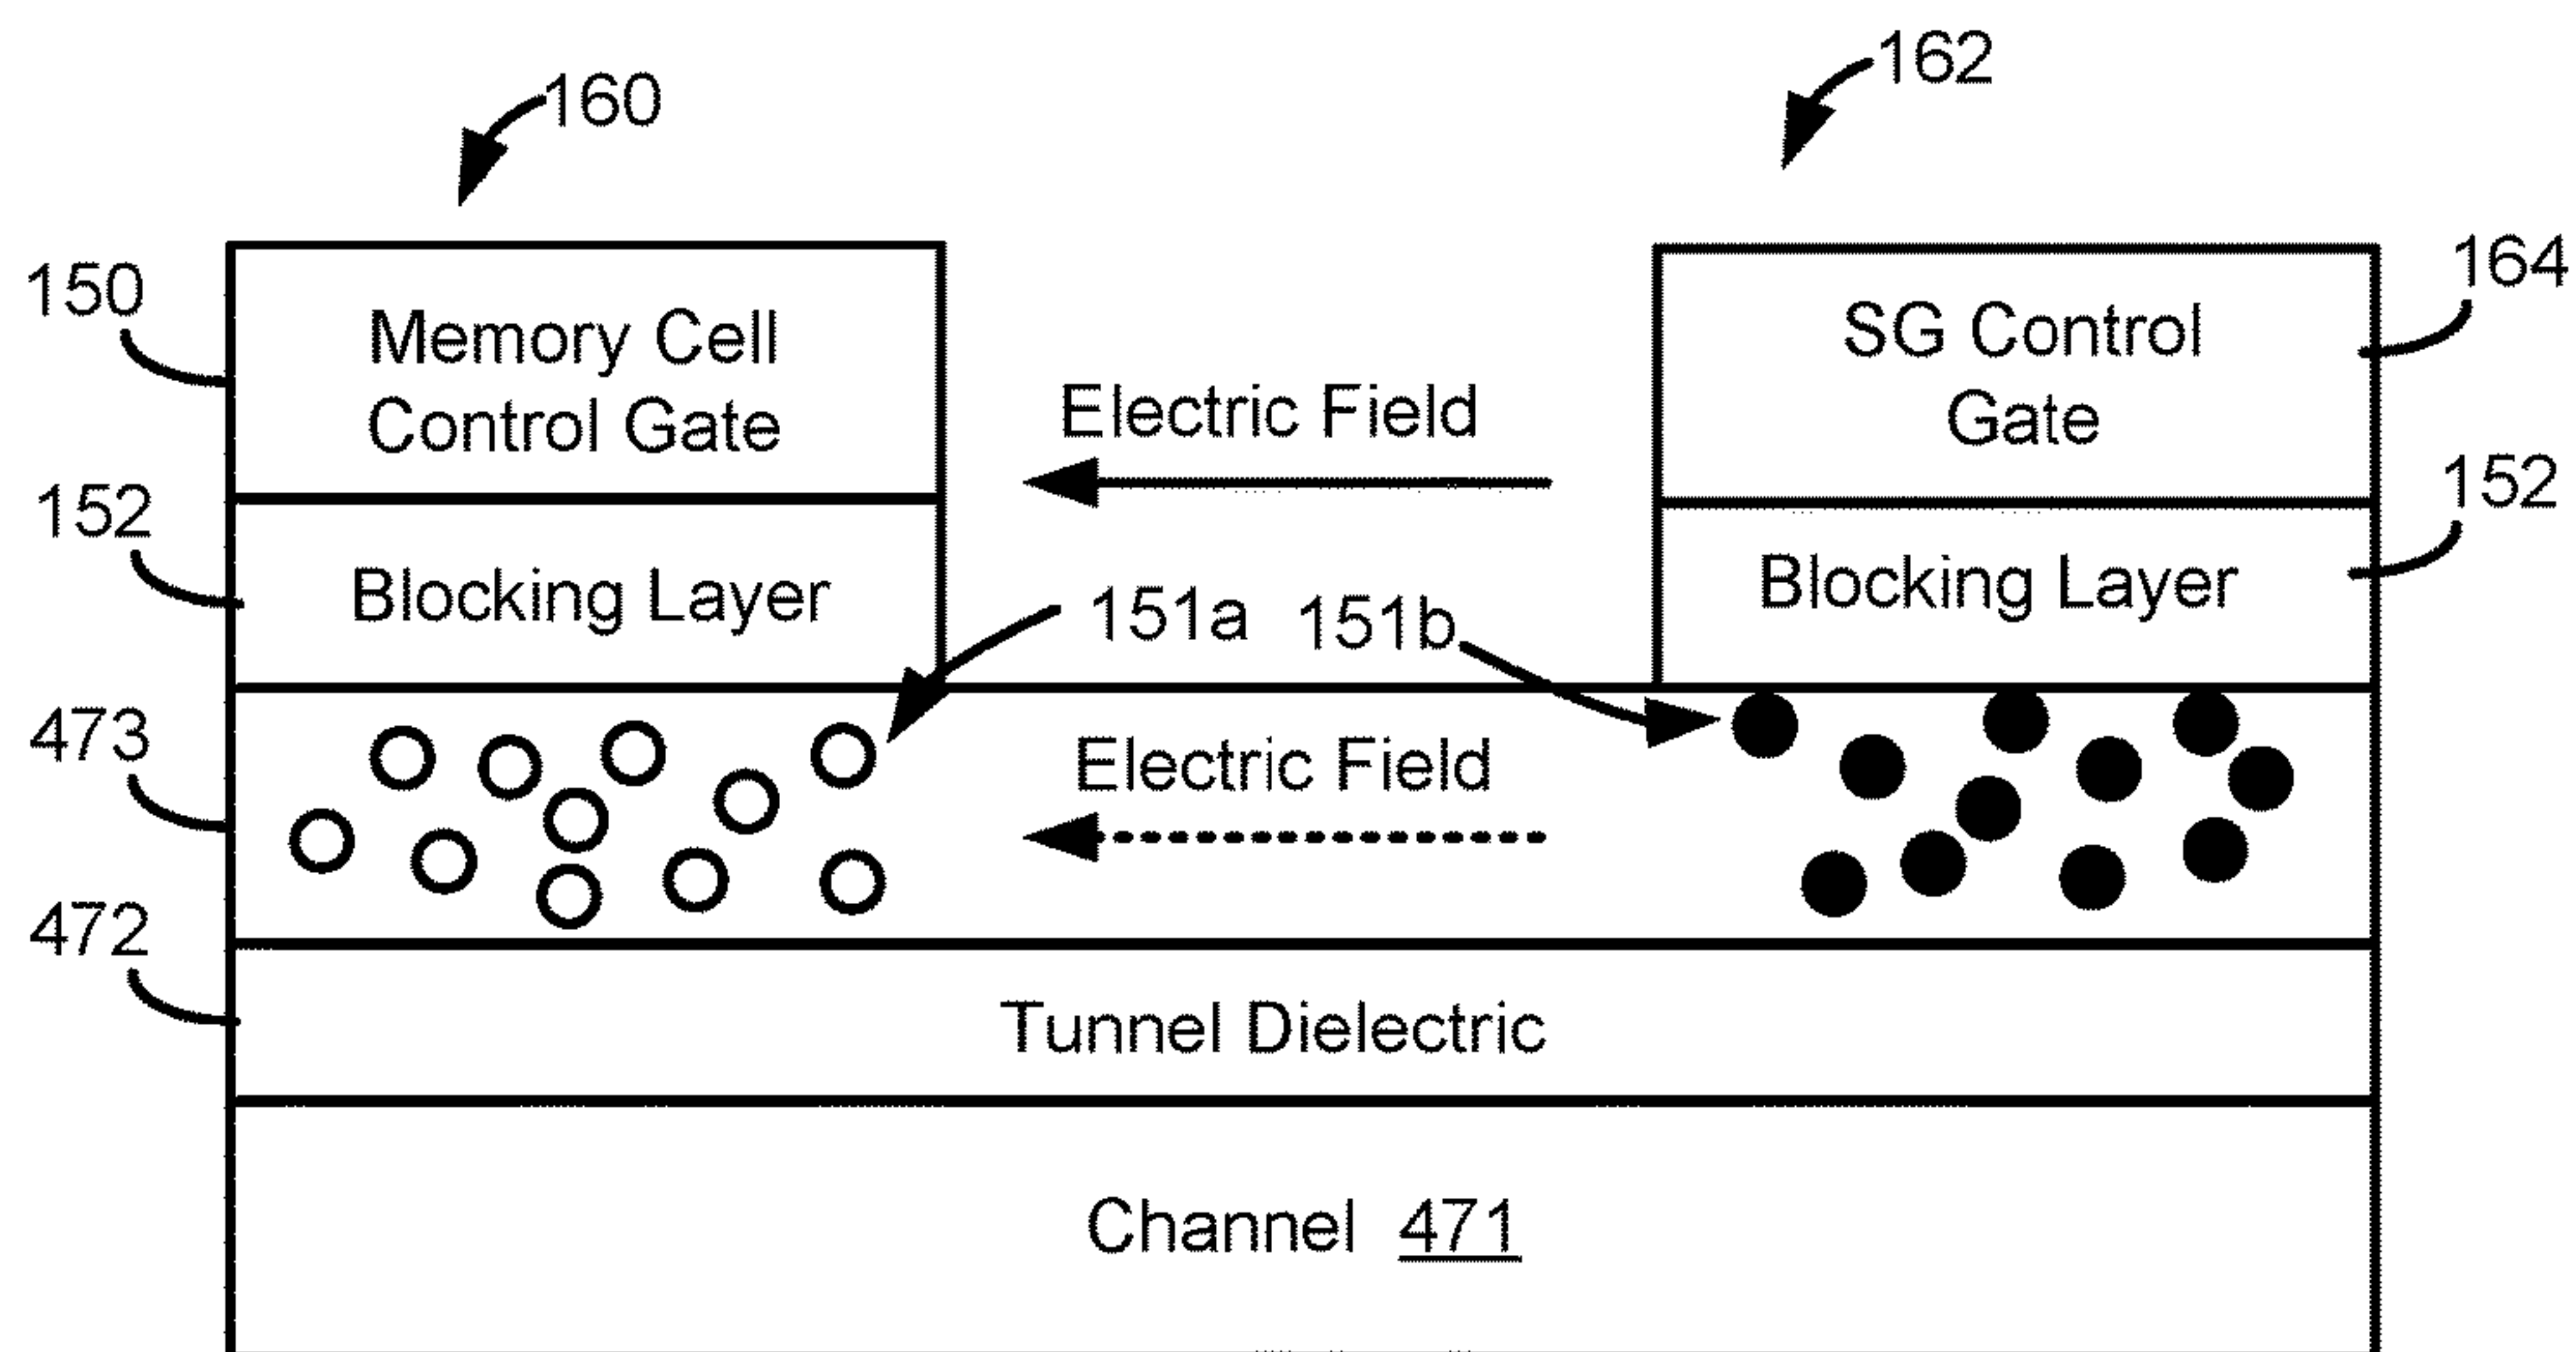 160
162
150
Memory Cell
Control Gate
SG Control
Gate
164
Electric Field
152
Blocking Layer
Blocking Layer
152
151a
151b
473
Electric Field
472
Tunnel Dielectric
Channel 471